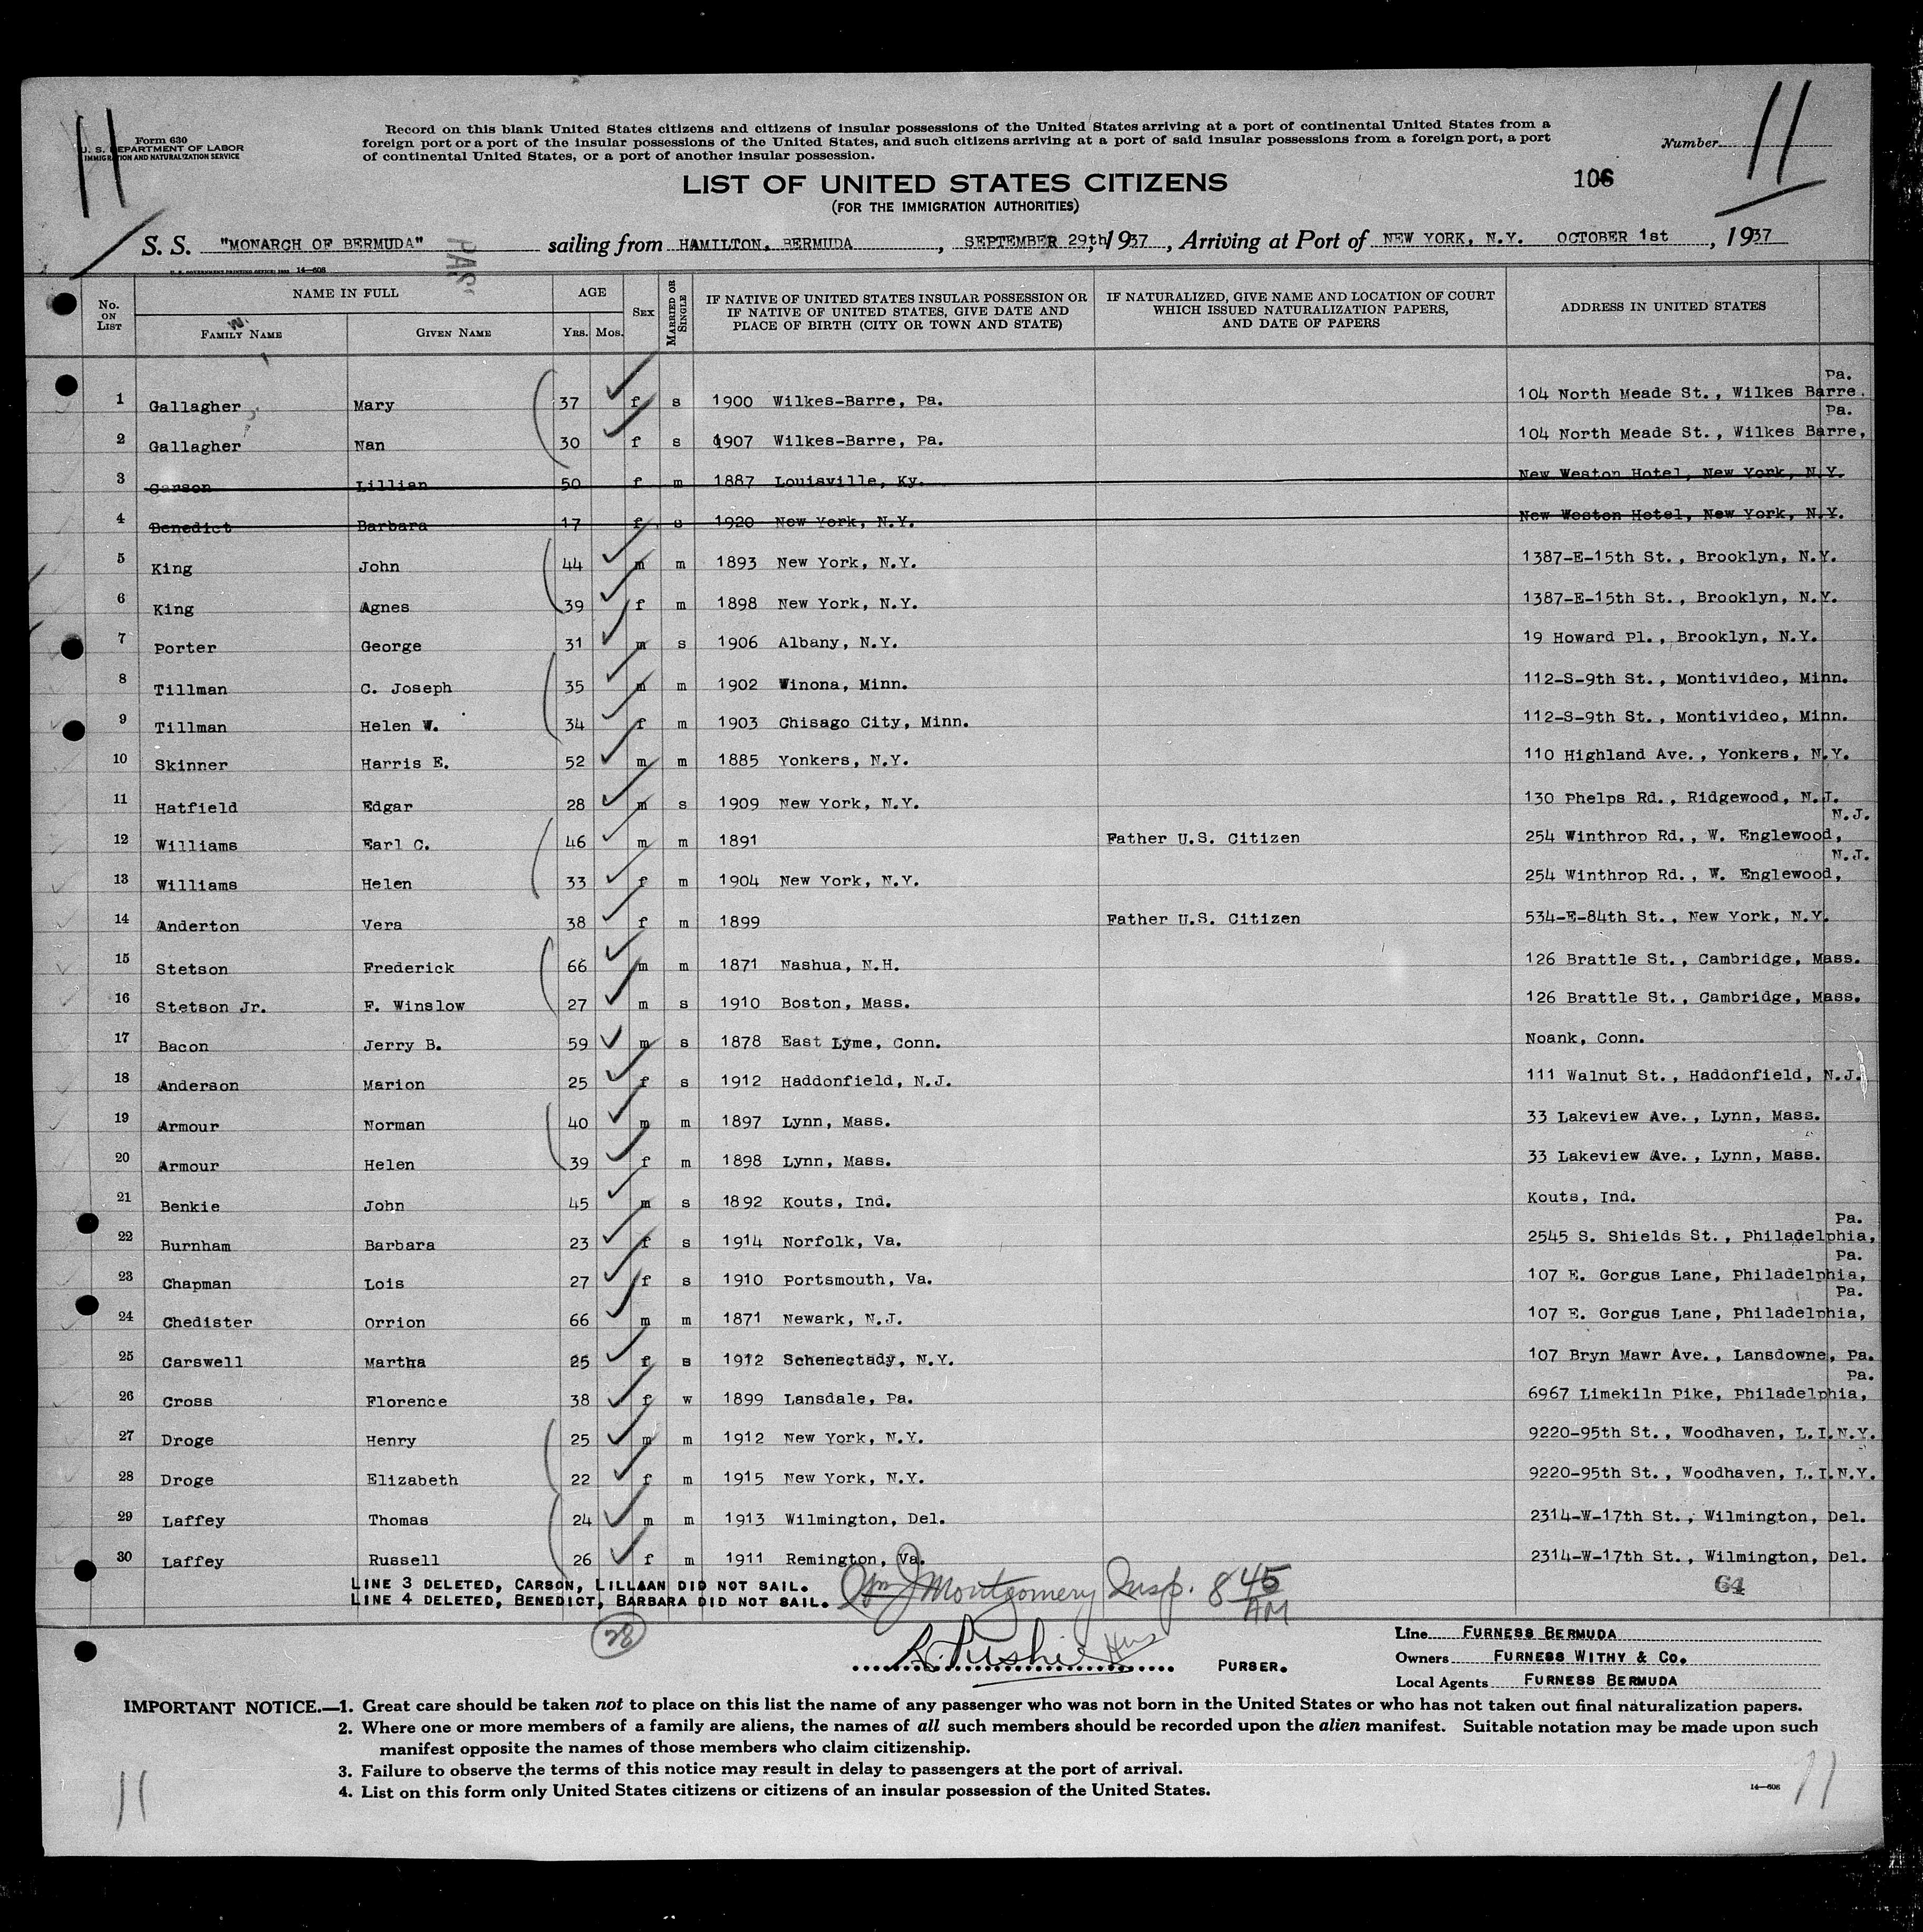 11
11
Form 630
U. S. DEPARTMENT OF LABOR
IMMIGRATION AND NATURALIZATION SERVICE
Record on this blank United States citizens and citizens of insular possessions of the United States arriving at a port of continental United States from a
foreign port or a port of the insular possessions of the United States, and such citizens arriving at a port of said insular possessions from a foreign port, a port
of continental United States, or a port of another insular possession.
Number
LIST OF UNITED STATES CITIZENS
106
(FOR THE IMMIGRATION AUTHORITIES)
S. S. "MONARCH OF BERMUDA" sailing from HAMILTON, BERMUDA, SEPTEMBER 29th, 1937, Arriving at Port of NEW YORK, N.Y. OCTOBER 1st, 1937
U. S. GOVERNMENT PRINTING OFFICE: 14—608
No. ON LIST NAME IN FULL FAMILY NAME GIVEN NAME AGE YRS. MOS. SEX MARRIED OR SINGLE IF NATIVE OF UNITED STATES INSULAR POSSESSION OR IF NATIVE OF UNITED STATES, GIVE DATE AND PLACE OF BIRTH (CITY OR TOWN AND STATE) IF NATURALIZED, GIVE NAME AND LOCATION OF COURT WHICH ISSUED NATURALIZATION PAPERS, AND DATE OF PAPERS ADDRESS IN UNITED STATES
1 Gallagher Mary 37 f s 1900 Wilkes-Barre, Pa. 104 North Meade St., Wilkes Barre. Pa.
2 Gallagher Nan 30 f s 1907 Wilkes-Barre, Pa. 104 North Meade St., Wilkes Barre, Pa.
3 Carson Lillian 50 f m 1887 Louisville, Ky. New Weston Hotel, New York, N.Y.
4 Benedict Barbara 17 f s 1920 New York, N.Y. New Weston Hotel, New York, N.Y.
5 King John 44 m m 1893 New York, N.Y. 1387-E-15th St., Brooklyn, N.Y.
6 King Agnes 39 f m 1898 New York, N.Y. 1387-E-15th St., Brooklyn, N.Y.
7 Porter George 31 m s 1906 Albany, N.Y. 19 Howard Pl., Brooklyn, N.Y.
8 Tillman C. Joseph 35 m m 1902 Winona, Minn. 112-S-9th St., Montivideo, Minn.
9 Tillman Helen W. 34 f m 1903 Chisago City, Minn. 112-S-9th St., Montivideo, Minn.
10 Skinner Harris E. 52 m m 1885 Yonkers, N.Y. 110 Highland Ave., Yonkers, N.Y.
11 Hatfield Edgar 28 m s 1909 New York, N.Y. 130 Phelps Rd., Ridgewood, N.J.
12 Williams Earl C. 46 m m 1891 Father U.S. Citizen 254 Winthrop Rd., W. Englewood, N.J.
13 Williams Helen 33 f m 1904 New York, N.Y. 254 Winthrop Rd., W. Englewood, N.J.
14 Anderton Vera 38 f m 1899 Father U.S. Citizen 534-E-84th St., New York, N.Y.
15 Stetson Frederick 66 m m 1871 Nashua, N.H. 126 Brattle St., Cambridge, Mass.
16 Stetson Jr. F. Winslow 27 m s 1910 Boston, Mass. 126 Brattle St., Cambridge, Mass.
17 Bacon Jerry B. 59 m s 1878 East Lyme, Conn. Noank, Conn.
18 Anderson Marion 25 f s 1912 Haddonfield, N.J. 111 Walnut St., Haddonfield, N.J.
19 Armour Norman 40 m m 1897 Lynn, Mass. 33 Lakeview Ave., Lynn, Mass.
20 Armour Helen 39 f m 1898 Lynn, Mass. 33 Lakeview Ave., Lynn, Mass.
21 Benkie John 45 m s 1892 Kouts, Ind. Kouts, Ind.
22 Burnham Barbara 23 f s 1914 Norfolk, Va. 2545 S. Shields St., Philadelphia, Pa.
23 Chapman Lois 27 f s 1910 Portsmouth, Va. 107 E. Gorgus Lane, Philadelphia, Pa.
24 Chedister Orrion 66 m m 1871 Newark, N.J. 107 E. Gorgus Lane, Philadelphia, Pa.
25 Carswell Martha 25 f s 1912 Schenectady, N.Y. 107 Bryn Mawr Ave., Lansdowne, Pa.
26 Cross Florence 38 f w 1899 Lansdale, Pa. 6967 Limekiln Pike, Philadelphia, Pa.
27 Droge Henry 25 m m 1912 New York, N.Y. 9220-95th St., Woodhaven, L.I.N.Y.
28 Droge Elizabeth 22 f m 1915 New York, N.Y. 9220-95th St., Woodhaven, L.I.N.Y.
29 Laffey Thomas 24 m m 1913 Wilmington, Del. 2314-W-17th St., Wilmington, Del.
30 Laffey Russell 26 f m 1911 Remington, Va. 2314-W-17th St., Wilmington, Del.
LINE 3 DELETED, CARSON, LILLAAN DID NOT SAIL.
LINE 4 DELETED, BENEDICT, BARBARA DID NOT SAIL.
Wm J Montgomery Insp. 8 45 AM
64
28
PURSER.
Line FURNESS BERMUDA
Owners FURNESS WITHY & CO.
Local Agents FURNESS BERMUDA
IMPORTANT NOTICE.—1. Great care should be taken not to place on this list the name of any passenger who was not born in the United States or who has not taken out final naturalization papers.
2. Where one or more members of a family are aliens, the names of all such members should be recorded upon the alien manifest. Suitable notation may be made upon such
manifest opposite the names of those members who claim citizenship.
3. Failure to observe the terms of this notice may result in delay to passengers at the port of arrival.
4. List on this form only United States citizens or citizens of an insular possession of the United States.
14—608
11
11